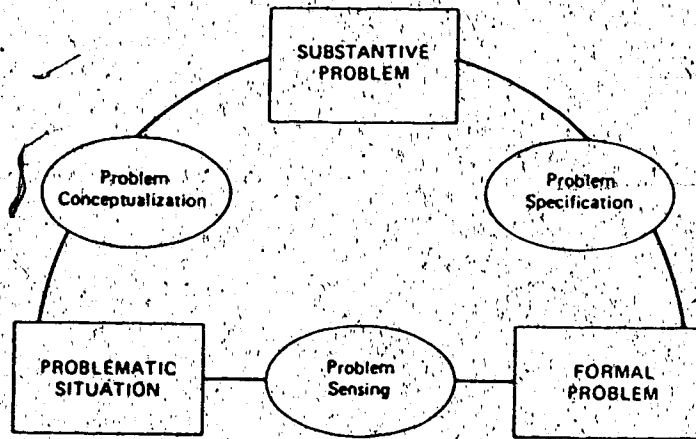 SUBSTANTIVE
PROBLEM
Problem
Conceptualization
Problem
Specification
PROBLEMATIC
SITUATION
Problem
Sensing
FORMAL
PROBLEM